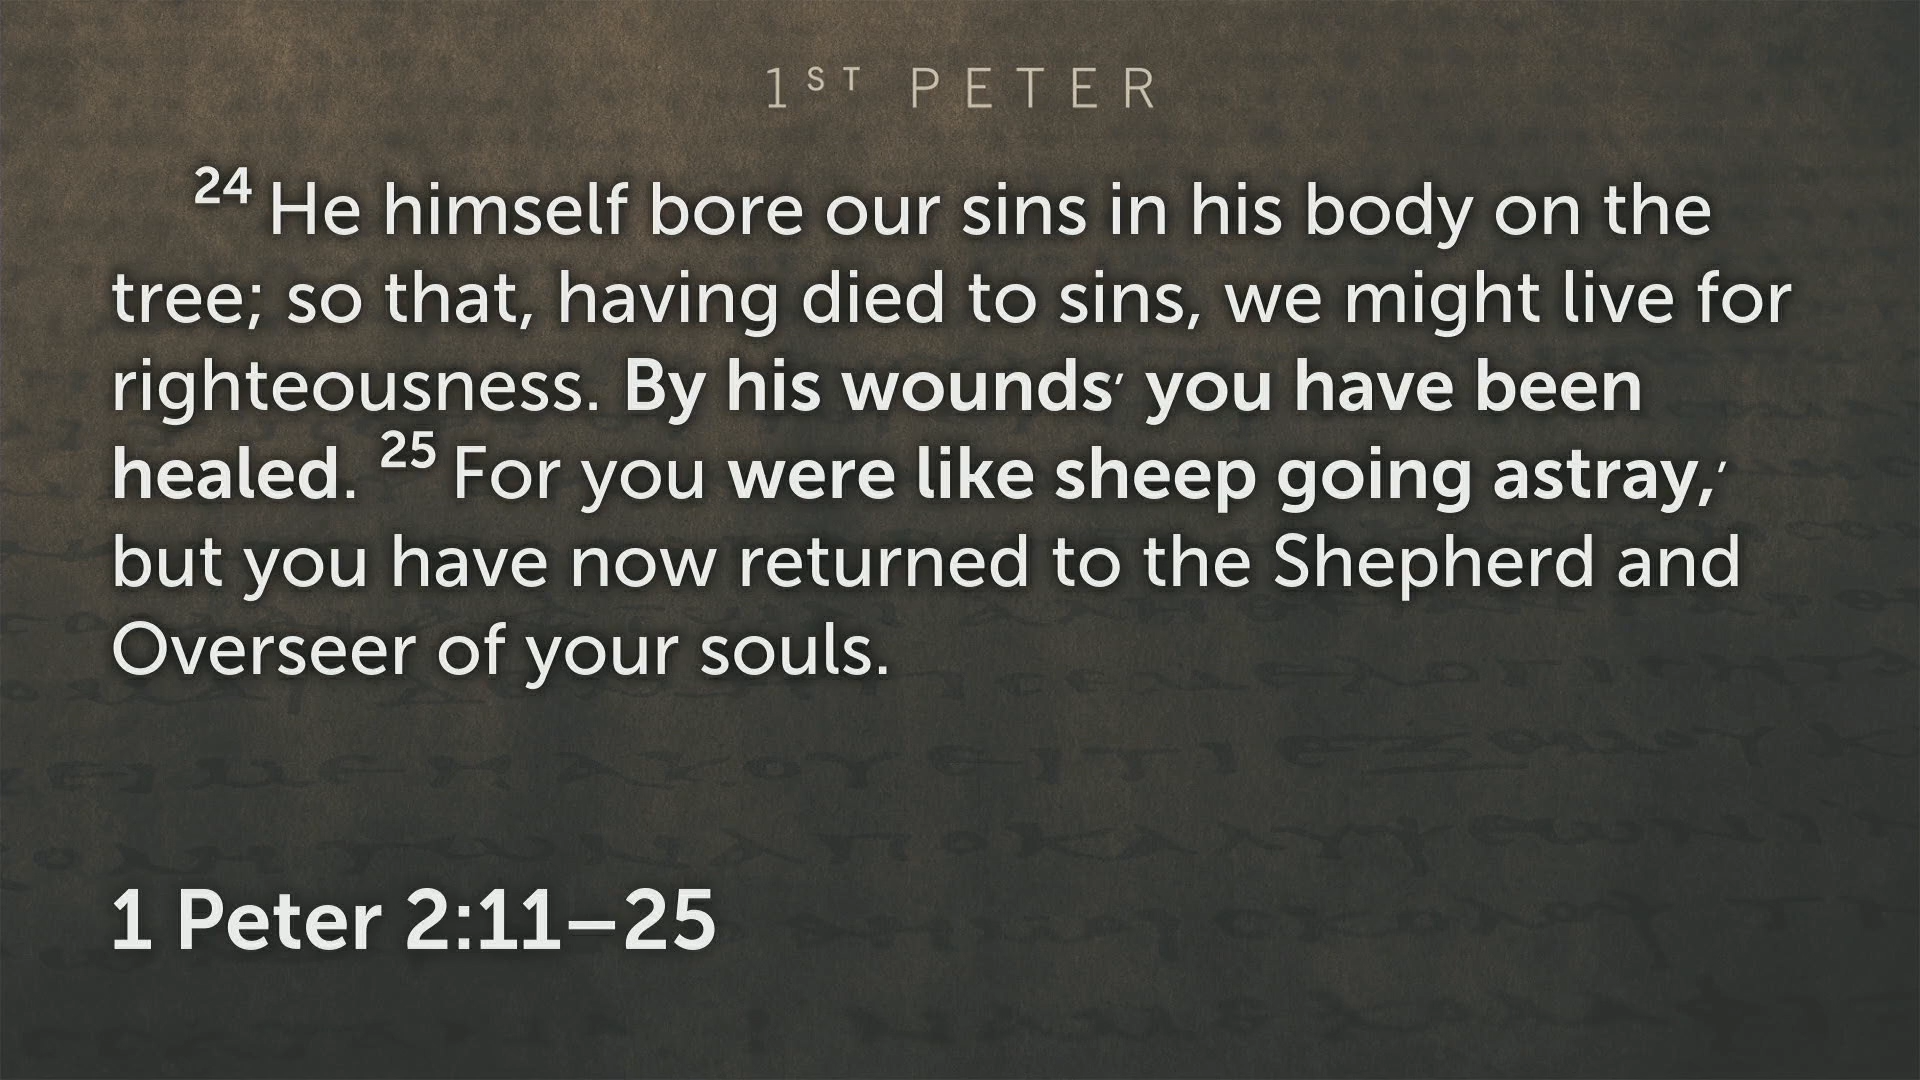 1ST PETER
24 He himself bore our sins in his body on the
tree; so that, having died to sins, we might live for
righteousness. By his wounds′ you have been
healed. 25 For you were like sheep going astray,′
but you have now returned to the Shepherd and
Overseer of your souls.
1 Peter 2:11–25